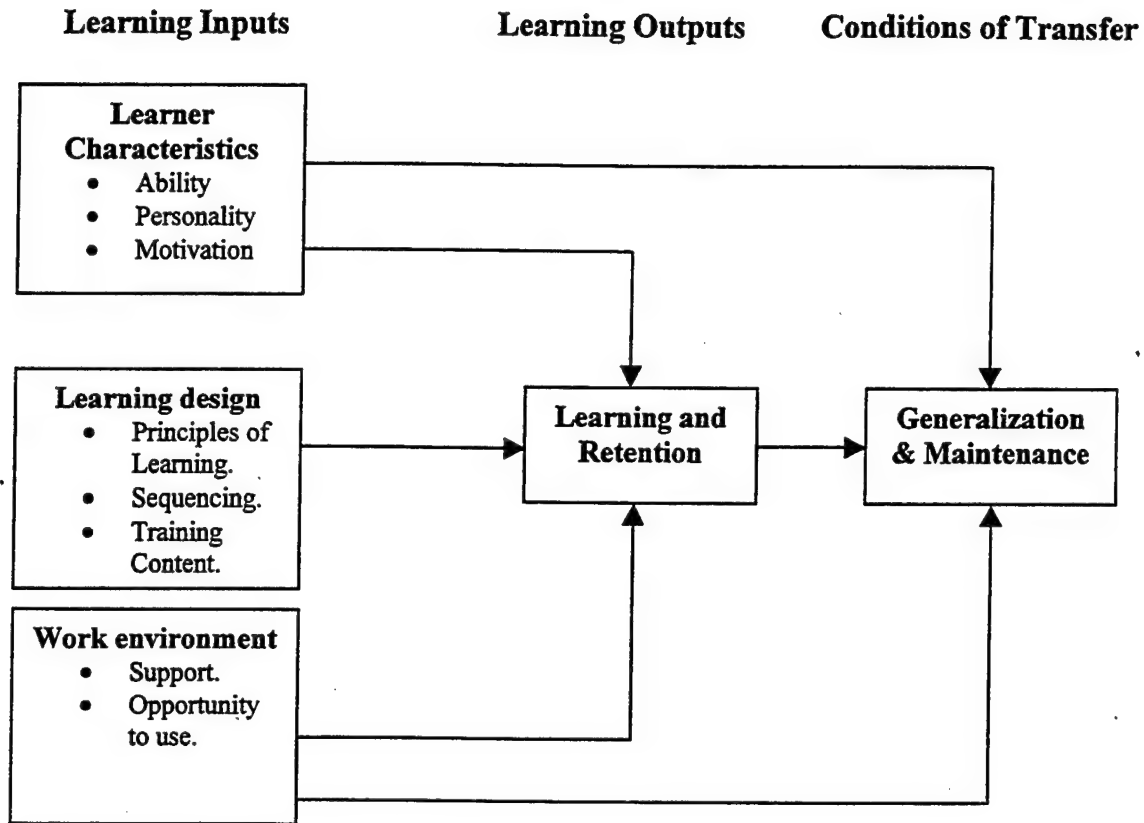 Learning Inputs
Learning Outputs
Conditions of Transfer
Learner
Characteristics
• Ability
• Personality
• Motivation
Learning design
• Principles of
Learning.
• Sequencing.
• Training
Content.
Work environment
• Support.
• Opportunity
to use.
Learning and
Retention
Generalization
& Maintenance